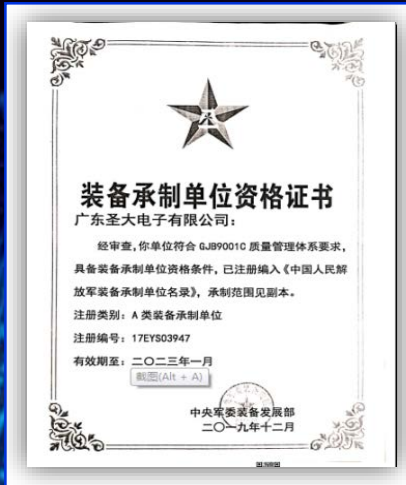 装备承制单位资格证书
广东圣大电子有限公司：
经审查，你单位符合 GJB9001C 质量管理体系要求，
具备装备承制单位资格条件，已注册编入《中国人民解
放军装备承制单位名录》，承制范围见副本。
注册类别：A 类装备承制单位
注册编号：17EYS03947
有效期至：二〇二三年一月
截图(Alt + A)
中央军委装备发展部
二〇一九年十二月